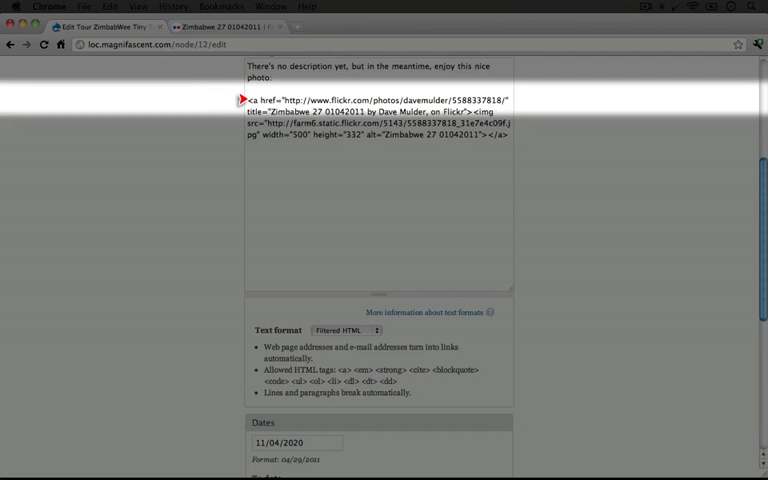 Chrome File Edit View History Bookmarks Window Help
Edit Tour ZimbabWee Tiny T
Zimbabwe 27 01042011 | F
loc.magnifascent.com/node/12/edit
There's no description yet, but in the meantime, enjoy this nice
photo:
<a href="http://www.flickr.com/photos/davemulder/5588337818/"
title="Zimbabwe 27 01042011 by Dave Mulder, on Flickr"><img
src="http://farm6.static.flickr.com/5143/5588337818_31e7e4c09f.j
pg" width="500" height="332" alt="Zimbabwe 27 01042011"></a>
More information about text formats ?
Text format Filtered HTML
• Web page addresses and e-mail addresses turn into links
automatically.
• Allowed HTML tags: <a> <em> <strong> <cite> <blockquote>
<code> <ul> <ol> <li> <dl> <dt> <dd>
• Lines and paragraphs break automatically.
Dates
11/04/2020
Format: 04/29/2011